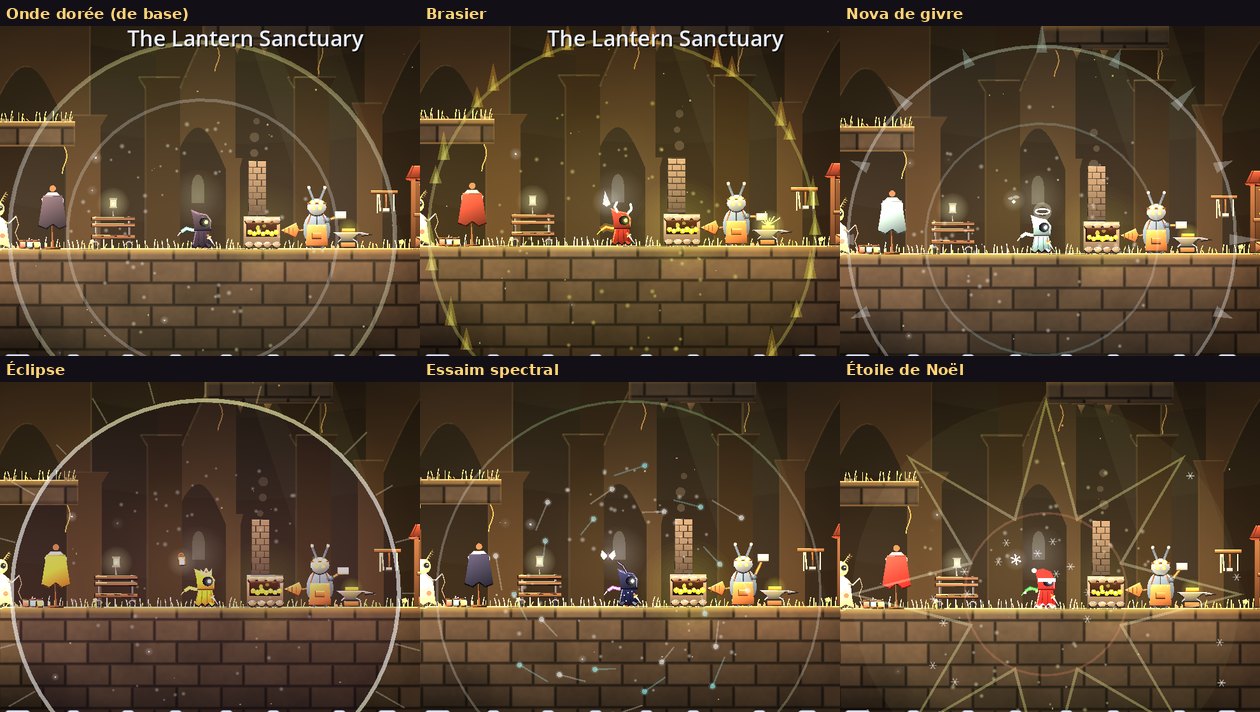 Onde dorée (de base)
Brasier
Nova de givre
The Lantern Sanctuary
The Lantern Sanctuary
Éclipse
Essaim spectral
Étoile de Noël